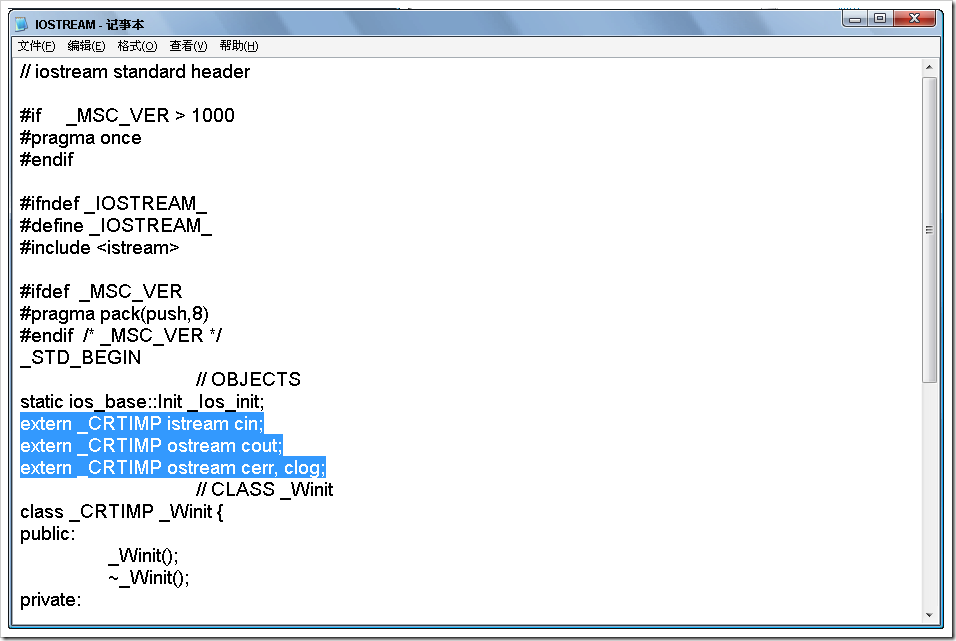 IOSTREAM - 记事本
文件(F) 编辑(E) 格式(O) 查看(V) 帮助(H)
// iostream standard header
#if _MSC_VER > 1000
#pragma once
#endif
#ifndef _IOSTREAM_
#define _IOSTREAM_
#include <istream>
#ifdef _MSC_VER
#pragma pack(push,8)
#endif /* _MSC_VER */
_STD_BEGIN
// OBJECTS
static ios_base::Init _Ios_init;
extern _CRTIMP istream cin;
extern _CRTIMP ostream cout;
extern _CRTIMP ostream cerr, clog;
// CLASS _Winit
class _CRTIMP _Winit {
public:
_Winit();
~_Winit();
private: